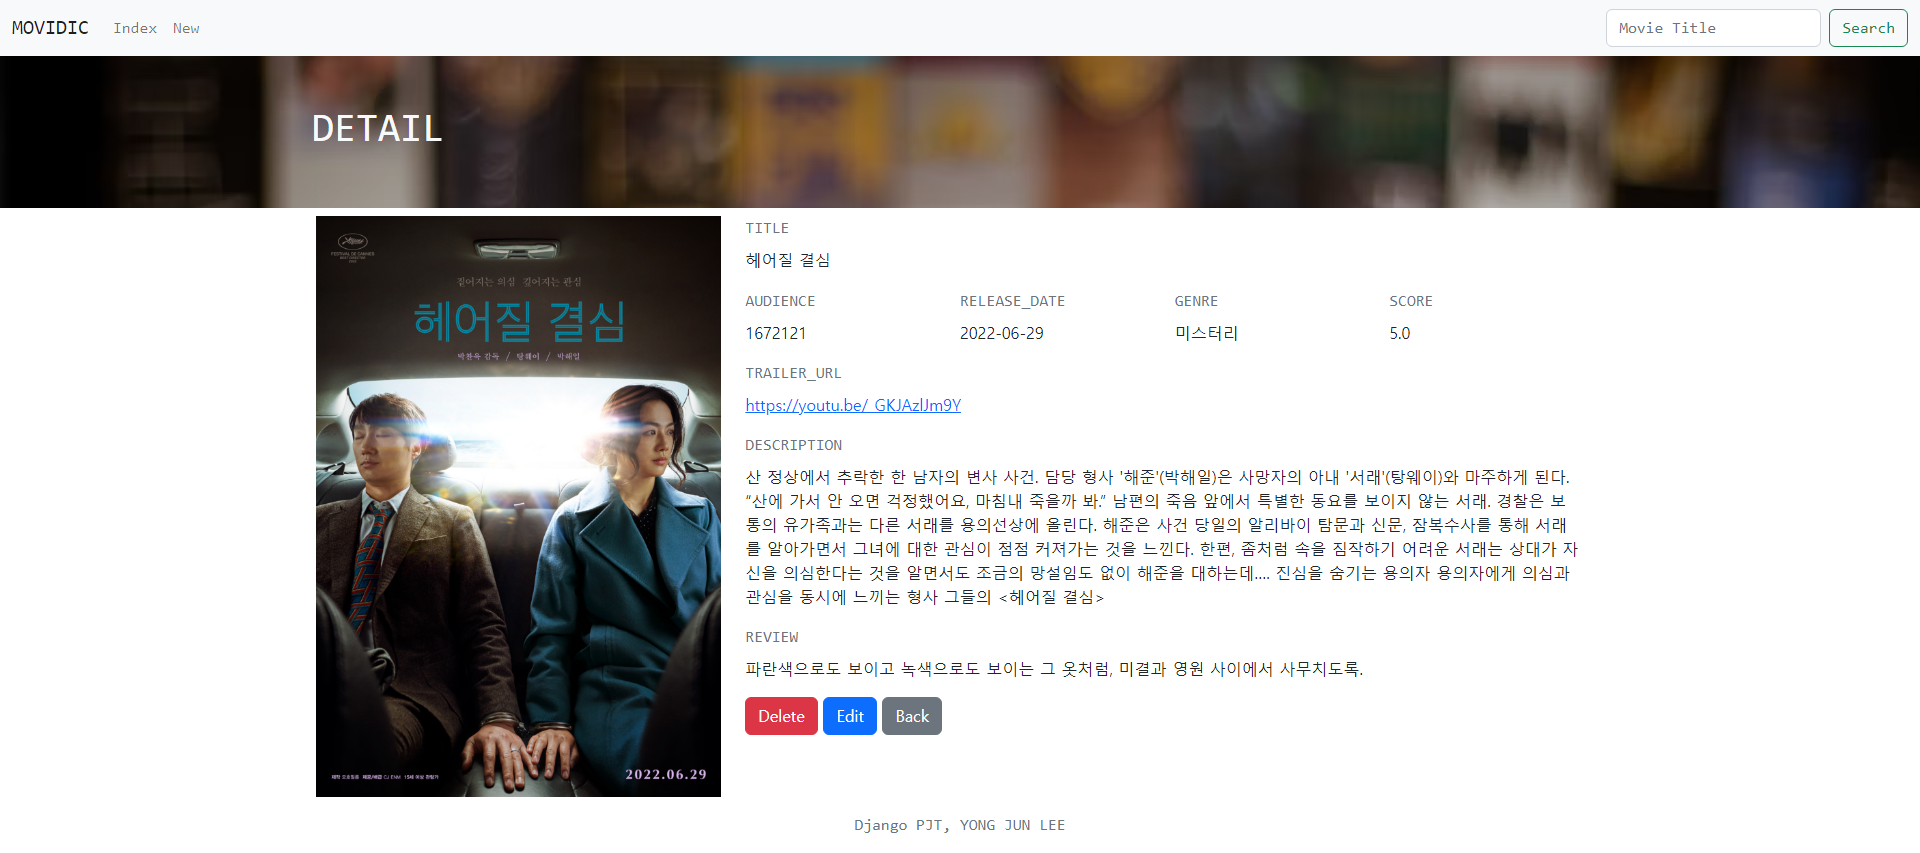 MOVIDIC Index New Movie Title Search
DETAIL
FESTIVAL DE CANNES
짙어지는 의심 깊어지는 관심
헤어질 결심
박찬욱 감독 / 탕웨이 / 박해일
2022.06.29
TITLE
헤어질 결심
AUDIENCE RELEASE_DATE GENRE SCORE
1672121 2022-06-29 미스터리 5.0
TRAILER_URL
https://youtu.be/_GKJAzlJm9Y
DESCRIPTION
산 정상에서 추락한 한 남자의 변사 사건. 담당 형사 '해준'(박해일)은 사망자의 아내 '서래'(탕웨이)와 마주하게 된다.
“산에 가서 안 오면 걱정했어요, 마침내 죽을까 봐.” 남편의 죽음 앞에서 특별한 동요를 보이지 않는 서래. 경찰은 보
통의 유가족과는 다른 서래를 용의선상에 올린다. 해준은 사건 당일의 알리바이 탐문과 신문, 잠복수사를 통해 서래
를 알아가면서 그녀에 대한 관심이 점점 커져가는 것을 느낀다. 한편, 좀처럼 속을 짐작하기 어려운 서래는 상대가 자
신을 의심한다는 것을 알면서도 조금의 망설임도 없이 해준을 대하는데…. 진심을 숨기는 용의자 용의자에게 의심과
관심을 동시에 느끼는 형사 그들의 <헤어질 결심>
REVIEW
파란색으로도 보이고 녹색으로도 보이는 그 옷처럼, 미결과 영원 사이에서 사무치도록.
Delete Edit Back
Django PJT, YONG JUN LEE